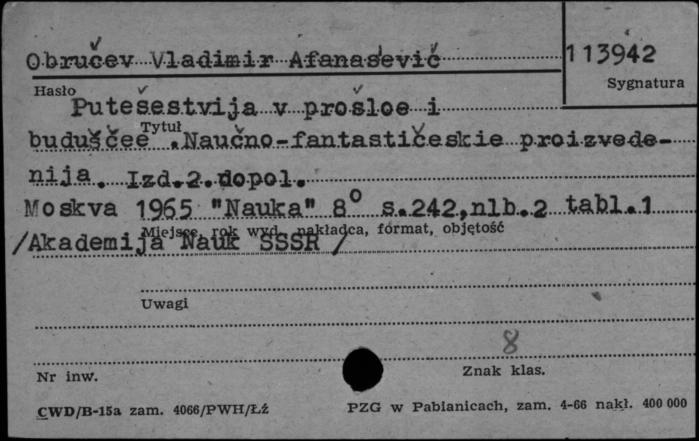 Obručev Vladimir Afanasévič
113942
Sygnatura
Hasło
Putešestvija v prošloe i
Tytuł
buduščee. Naučno-fantastičeskie proizvede-
nija. Izd.2.dopol.
Moskva 1965 "Nauka" 8° s.242,nlb.2 tabl.1
Miejsce, rok wyd., nakładca, format, objętość
/Akademija Nauk SSSR/
Uwagi
8
Nr inw.
Znak klas.
CWD/B-15a zam. 4066/PWH/Łź
PZG w Pabianicach, zam. 4-66 nakł. 400 000